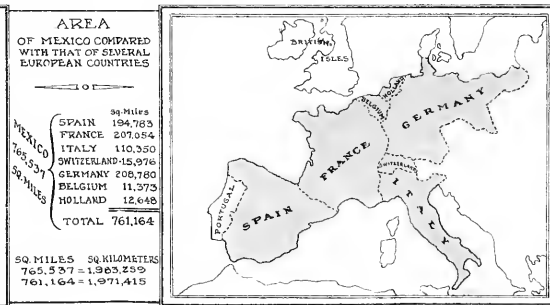 AREA
OF MEXICO COMPARED
WITH THAT OF SEVERAL
EUROPEAN COUNTRIES
SQ. MILES
SPAIN 194,783
FRANCE 207,054
ITALY 110,350
SWITZERLAND-15,976
GERMANY 208,780
BELGIUM 11,373
HOLLAND 12,648
TOTAL 761,164
MEXICO
765,537
SQ. MILES
SQ. MILES SQ. KILOMETERS
765,537 = 1,983,259
761,164 = 1,971,415
BRITISH
ISLES
HOLLAND
BELGIUM
GERMANY
FRANCE
SWITZERLAND
ITALY
PORTUGAL
SPAIN